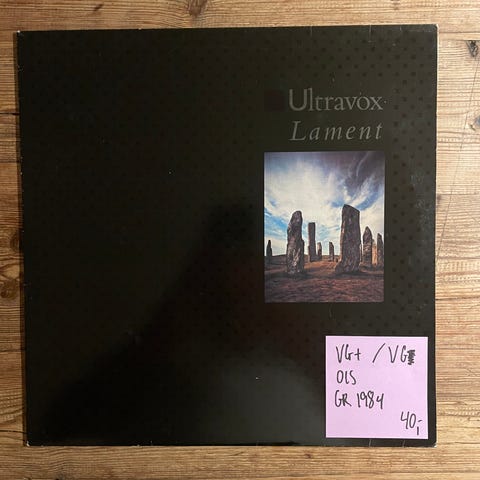 Ultravox
Lament
VG+ / VG
OIS
GR 1984
40,-